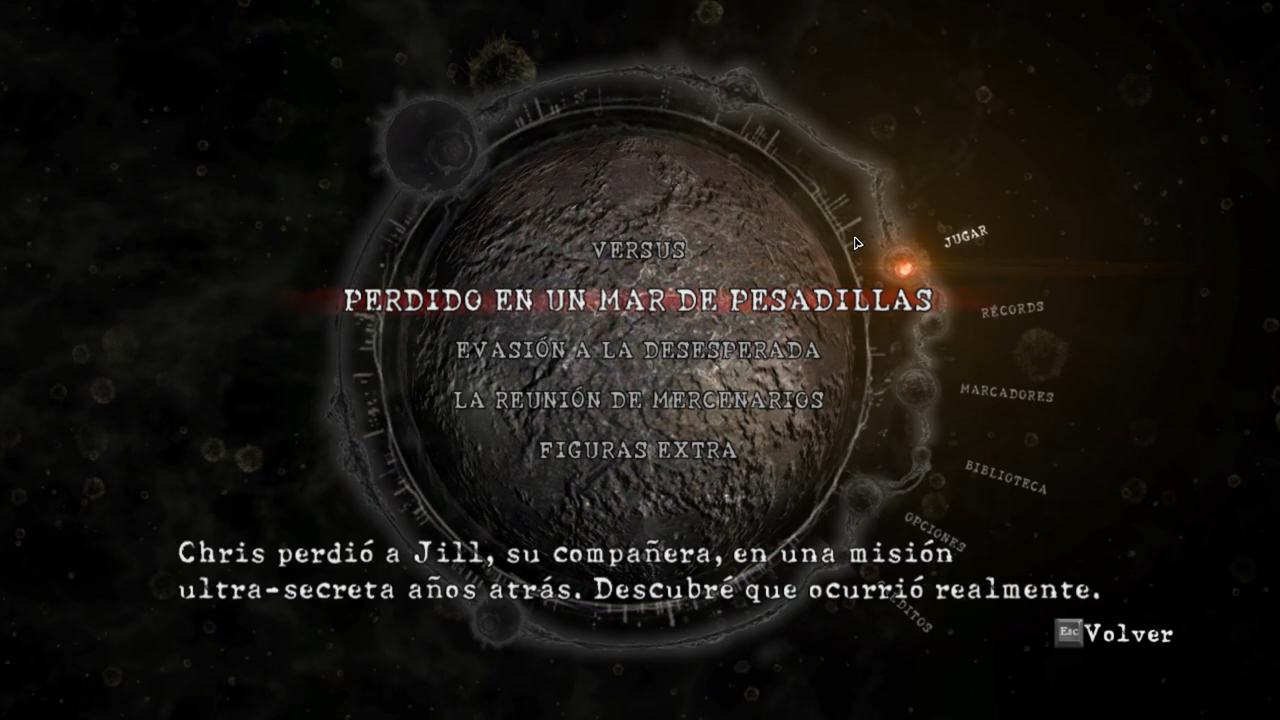 VERSUS
PERDIDO EN UN MAR DE PESADILLAS
EVASIÓN A LA DESESPERADA
LA REUNIÓN DE MERCENARIOS
FIGURAS EXTRA
JUGAR
RÉCORDS
MARCADORES
BIBLIOTECA
OPCIONES
Chris perdió a Jill, su compañera, en una misión
ultra-secreta años atrás. Descubré que ocurrió realmente.
Esc Volver